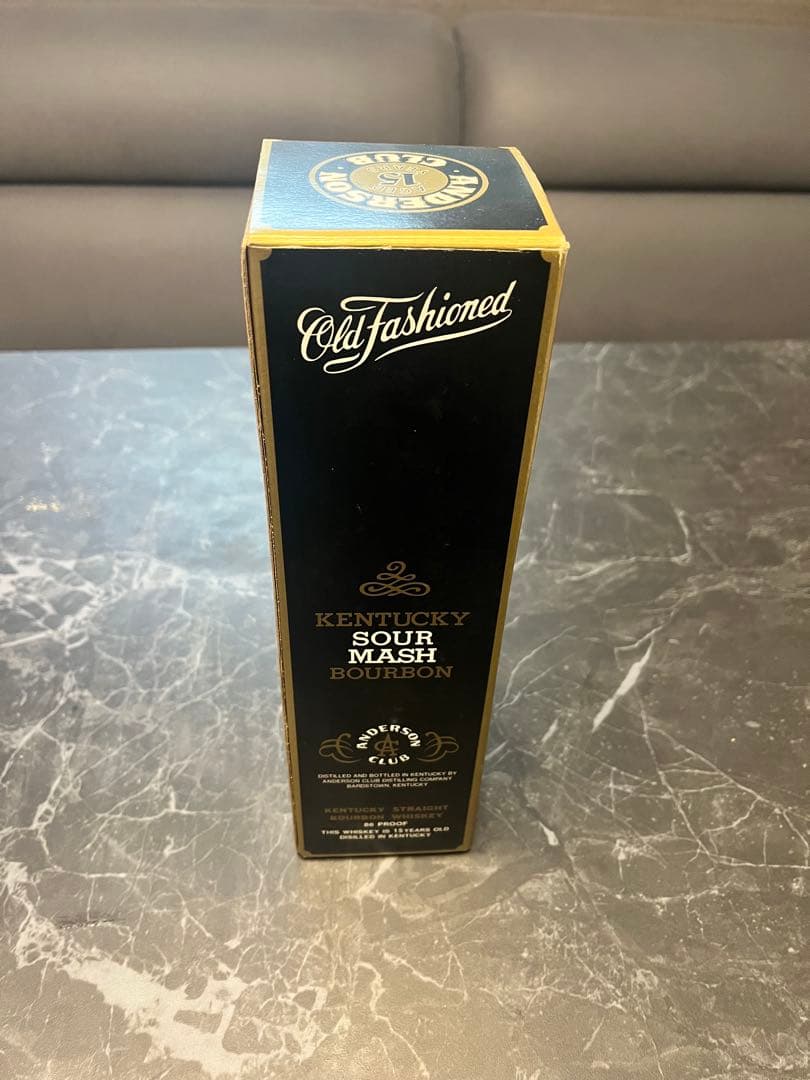 ANDERSON
CLUB
AGED
15
YEARS
Old Fashioned
KENTUCKY
SOUR
MASH
BOURBON
ANDERSON
AC
CLUB
DISTILLED AND BOTTLED IN KENTUCKY BY
ANDERSON CLUB DISTILLING COMPANY
BARDSTOWN, KENTUCKY
KENTUCKY STRAIGHT
BOURBON WHISKEY
86 PROOF
THIS WHISKEY IS 15 YEARS OLD
DISTILLED IN KENTUCKY